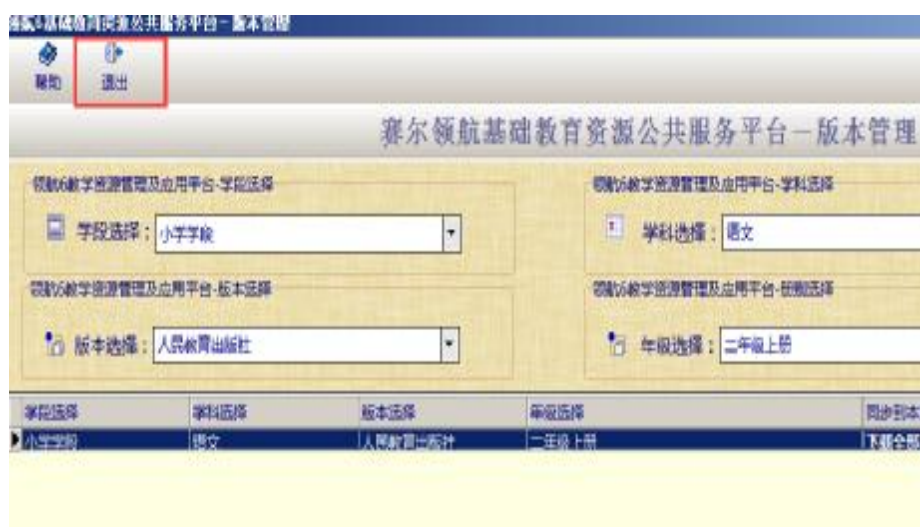 领航6基础教育资源公共服务平台－版本管理
帮助 退出
赛尔领航基础教育资源公共服务平台－版本管理
领航6教学资源管理及应用平台-学段选择
领航6教学资源管理及应用平台-学科选择
学段选择： 小学学段
学科选择： 语文
领航6教学资源管理及应用平台-版本选择
领航6教学资源管理及应用平台-册别选择
版本选择： 人民教育出版社
年级选择： 二年级上册
学段选择 学科选择 版本选择 年级选择 同步到本
小学学段 语文 人民教育出版社 二年级上册 下载全部